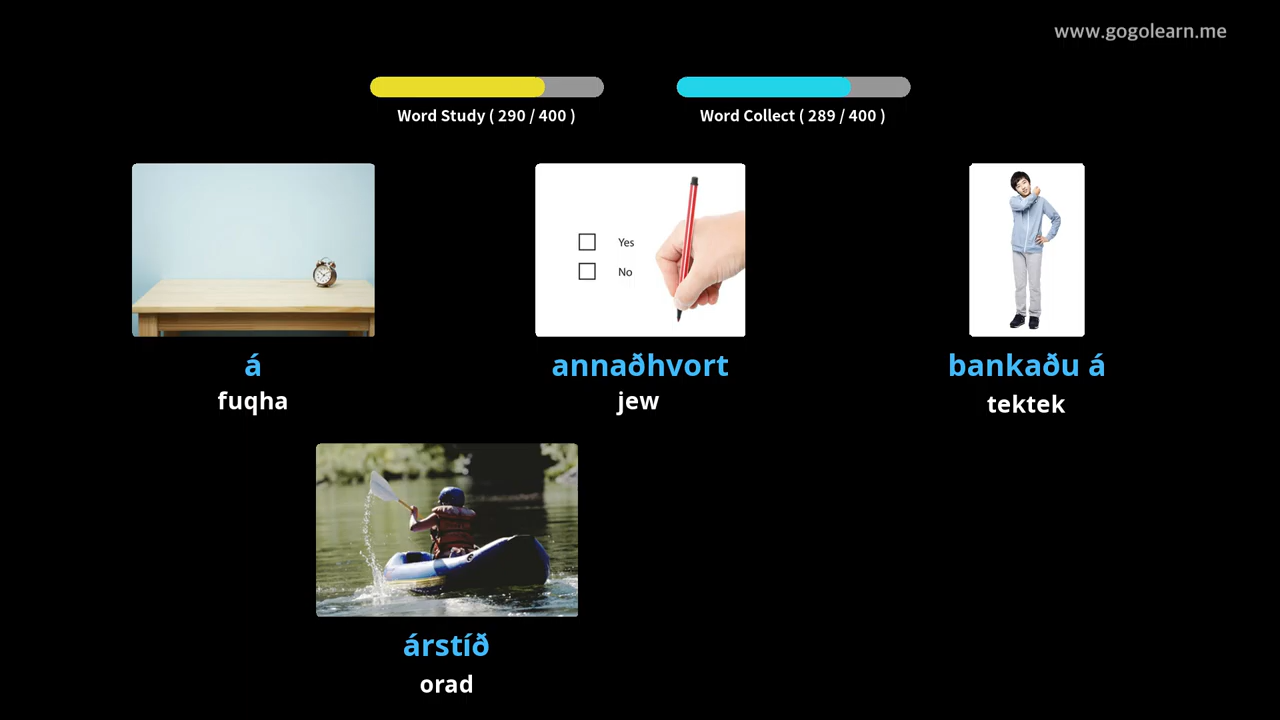 www.gogolearn.me
Word Study ( 290 / 400 )
Word Collect ( 289 / 400 )
Yes
No
á
fuqha
annaðhvort
jew
bankaðu á
tektek
árstíð
orad